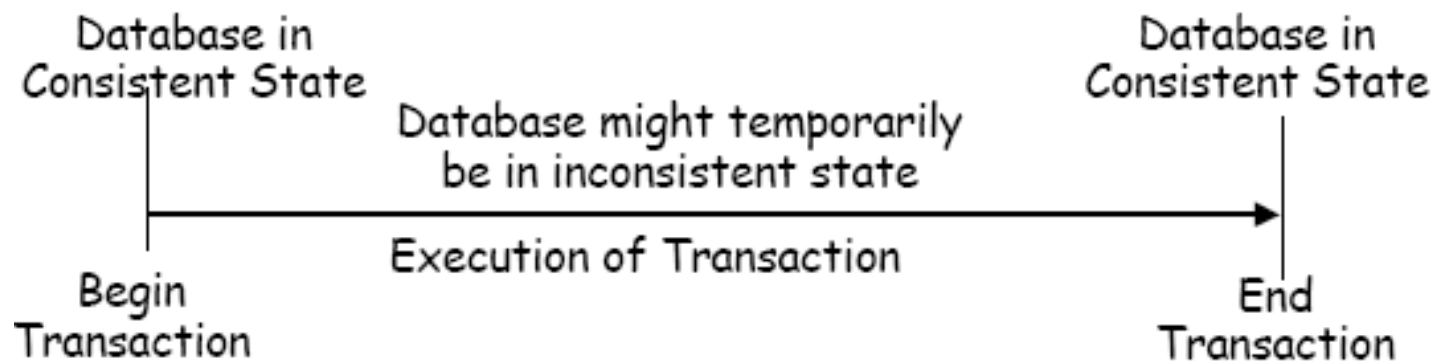 Database in
Consistent State
Database in
Consistent State
Database might temporarily
be in inconsistent state
Execution of Transaction
Begin
Transaction
End
Transaction